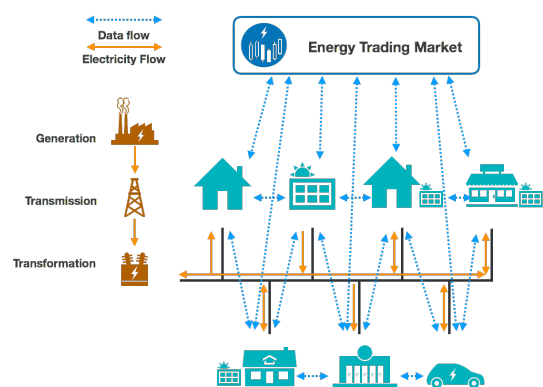 Data flow
Electricity Flow
Energy Trading Market
Generation
Transmission
Transformation